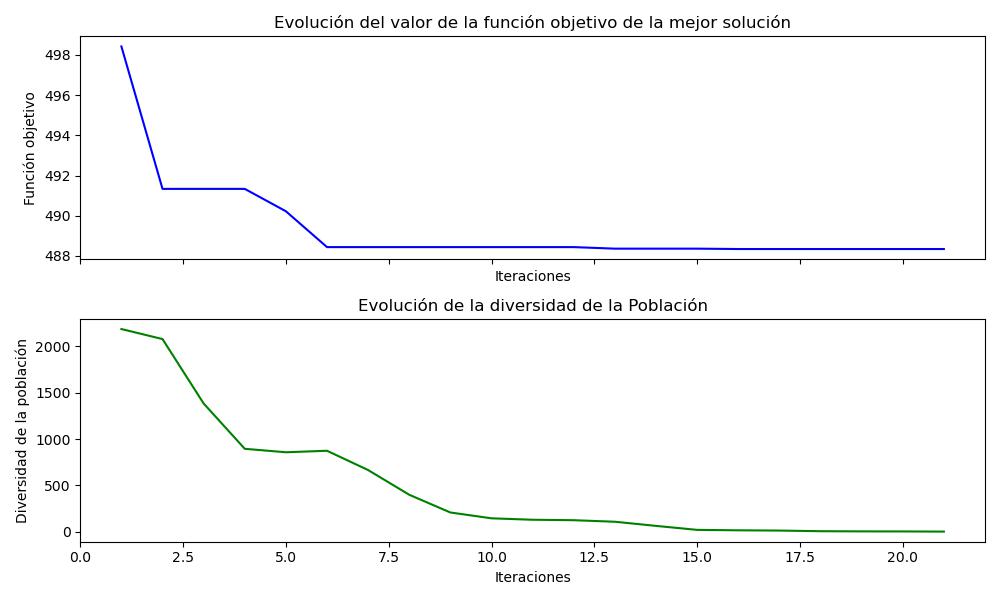 Evolución del valor de la función objetivo de la mejor solución
498
496
494
492
490
488
Función objetivo
Iteraciones
Evolución de la diversidad de la Población
2000
1500
1000
500
0
Diversidad de la población
0.0 2.5 5.0 7.5 10.0 12.5 15.0 17.5 20.0
Iteraciones